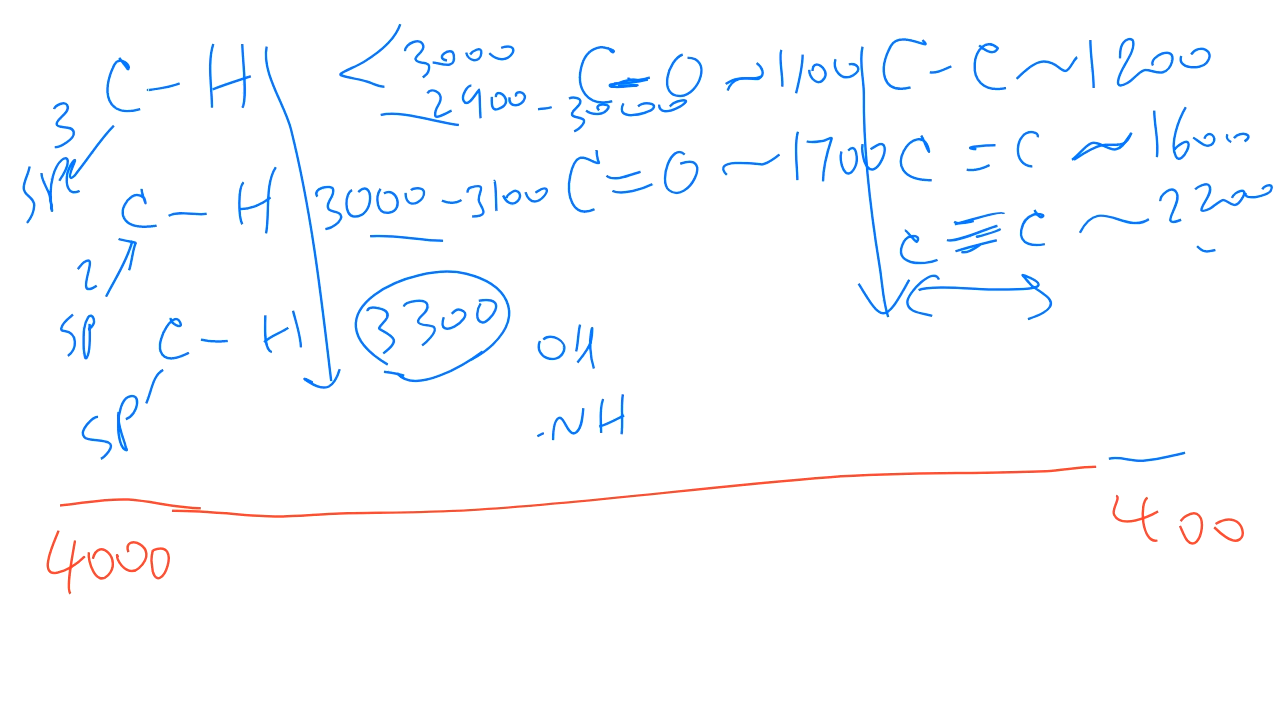 C - H < 3000 C - O ~ 1100 C - C ~ 1200
3 2900 - 3000
sp C = O ~ 1700 C = C ~ 1600
C - H 3000 - 3100 C ≡ C ~ 2200
2
sp C - H 3300 OH
sp - NH
4000 400